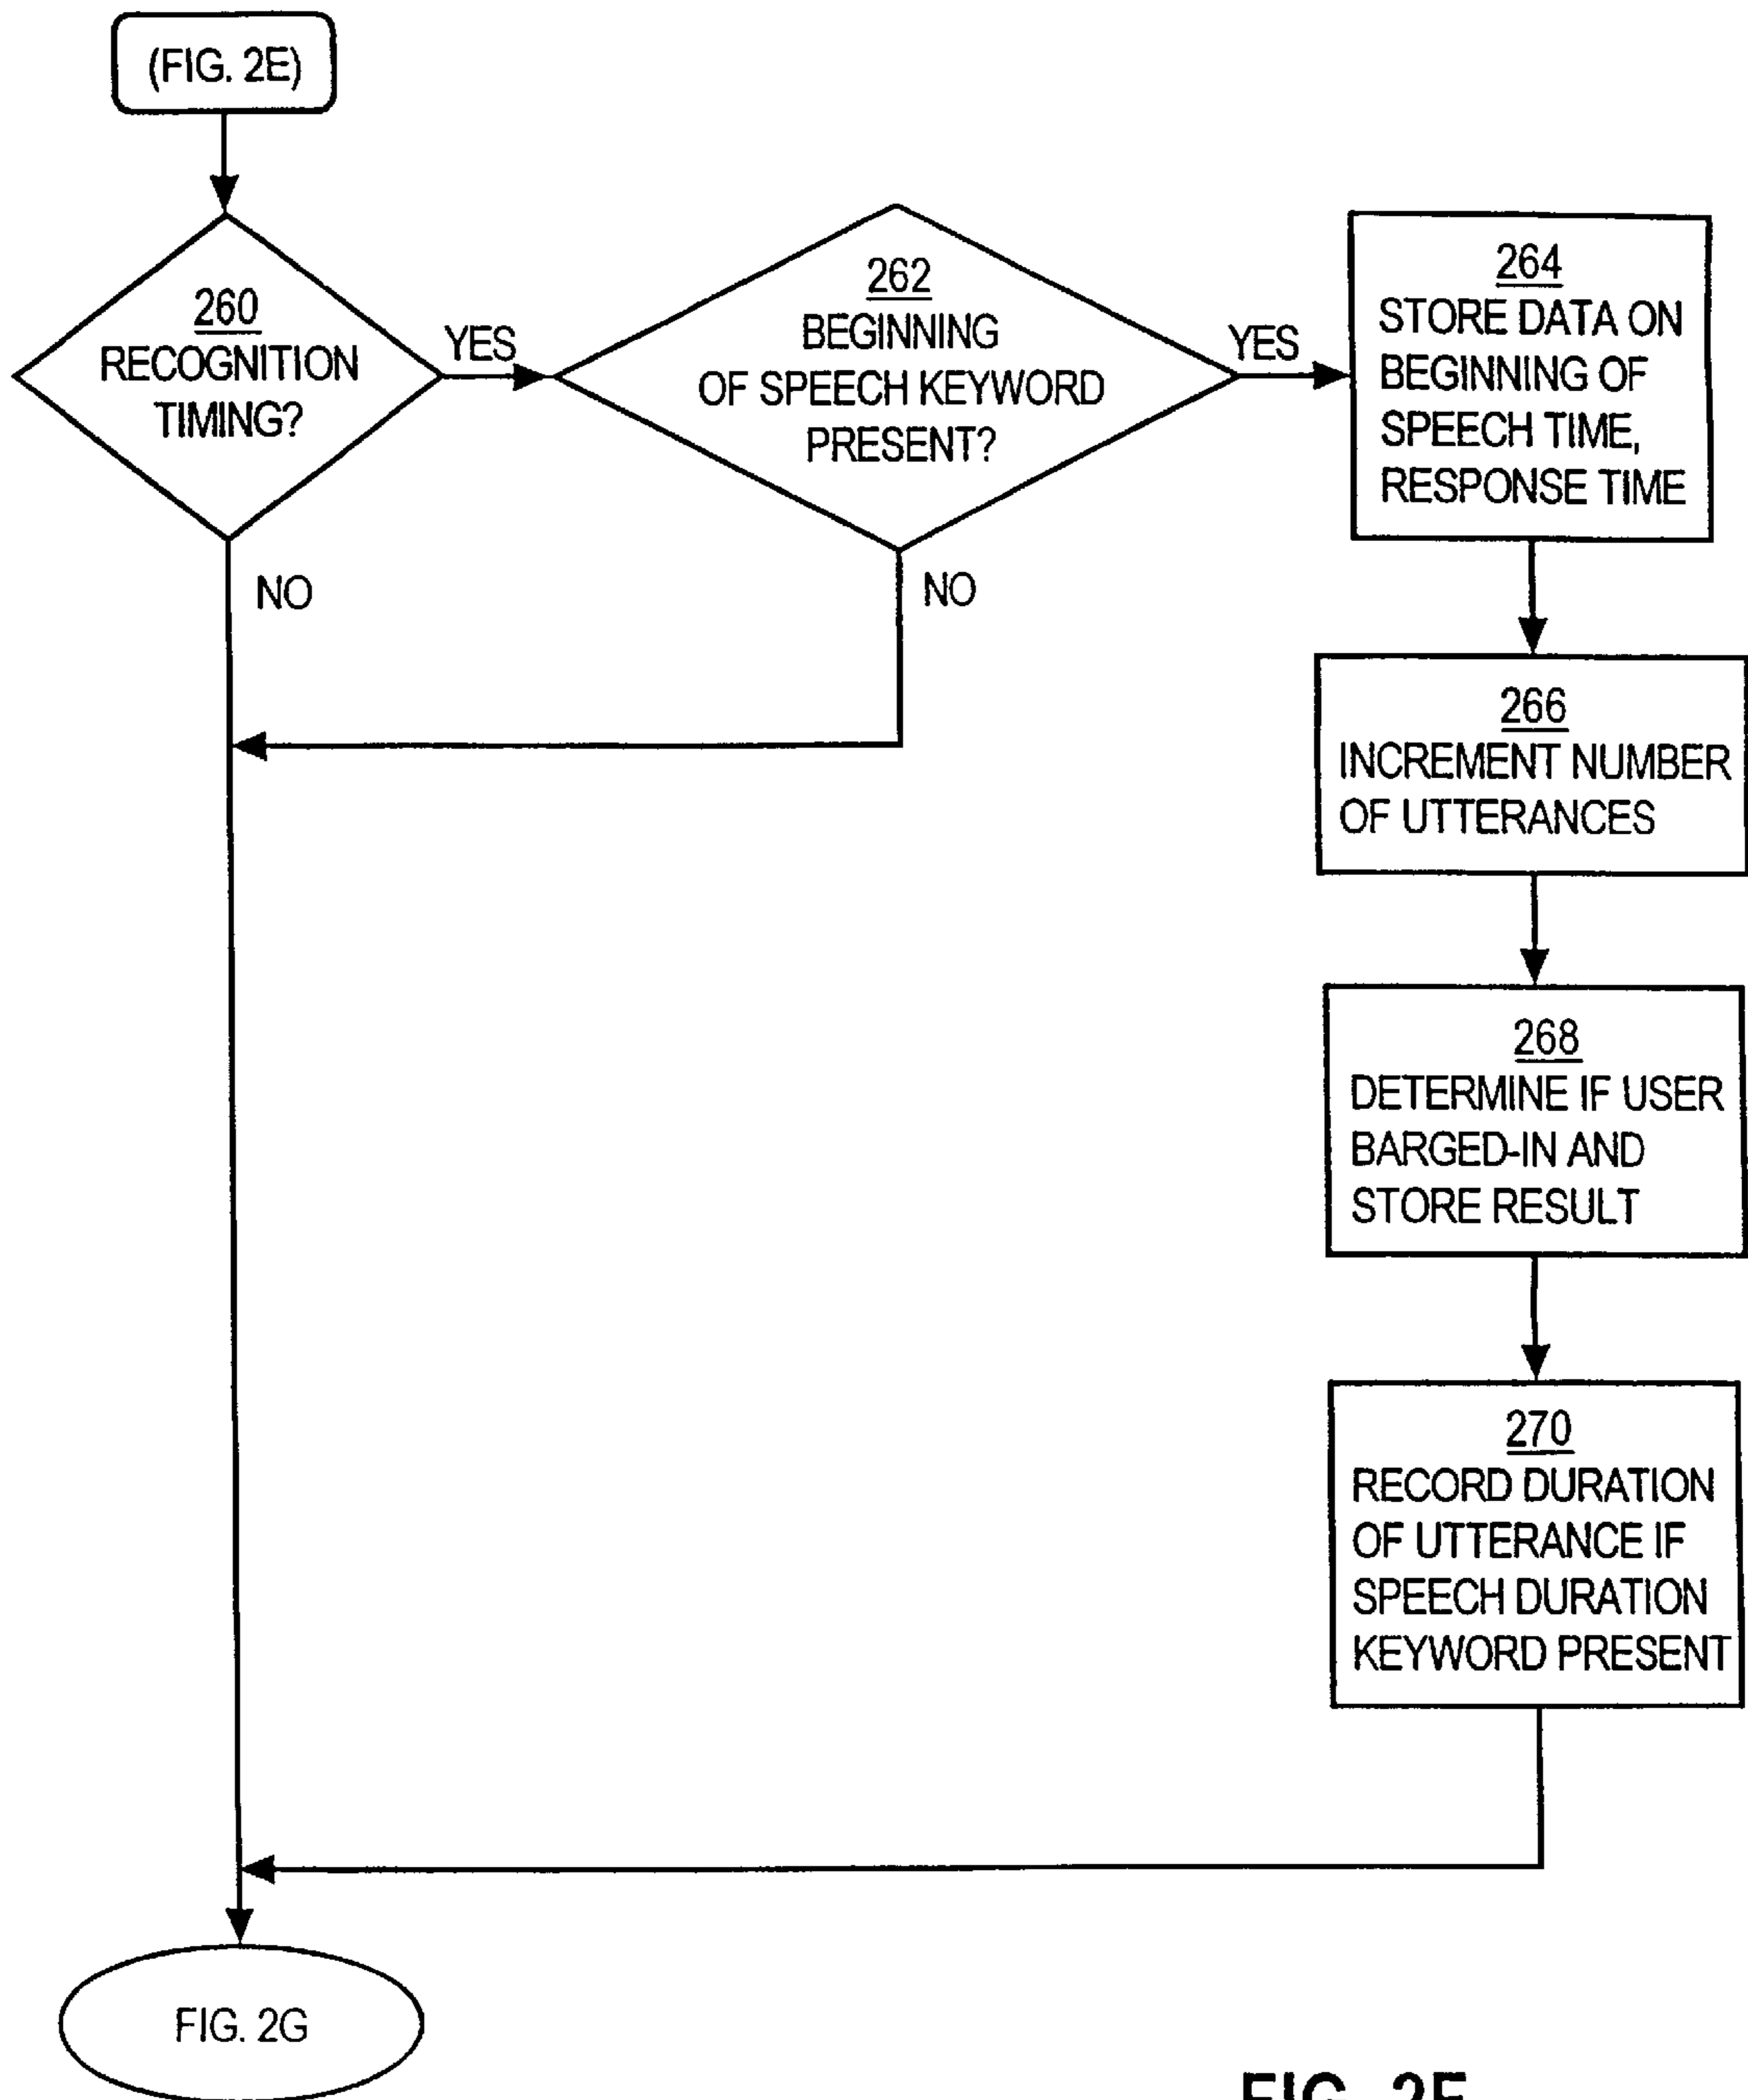 (FIG. 2E)
260
RECOGNITION
TIMING?
YES
NO
262
BEGINNING
OF SPEECH KEYWORD
PRESENT?
YES
NO
264
STORE DATA ON
BEGINNING OF
SPEECH TIME,
RESPONSE TIME
266
INCREMENT NUMBER
OF UTTERANCES
268
DETERMINE IF USER
BARGED-IN AND
STORE RESULT
270
RECORD DURATION
OF UTTERANCE IF
SPEECH DURATION
KEYWORD PRESENT
FIG. 2G
FIG. 2F